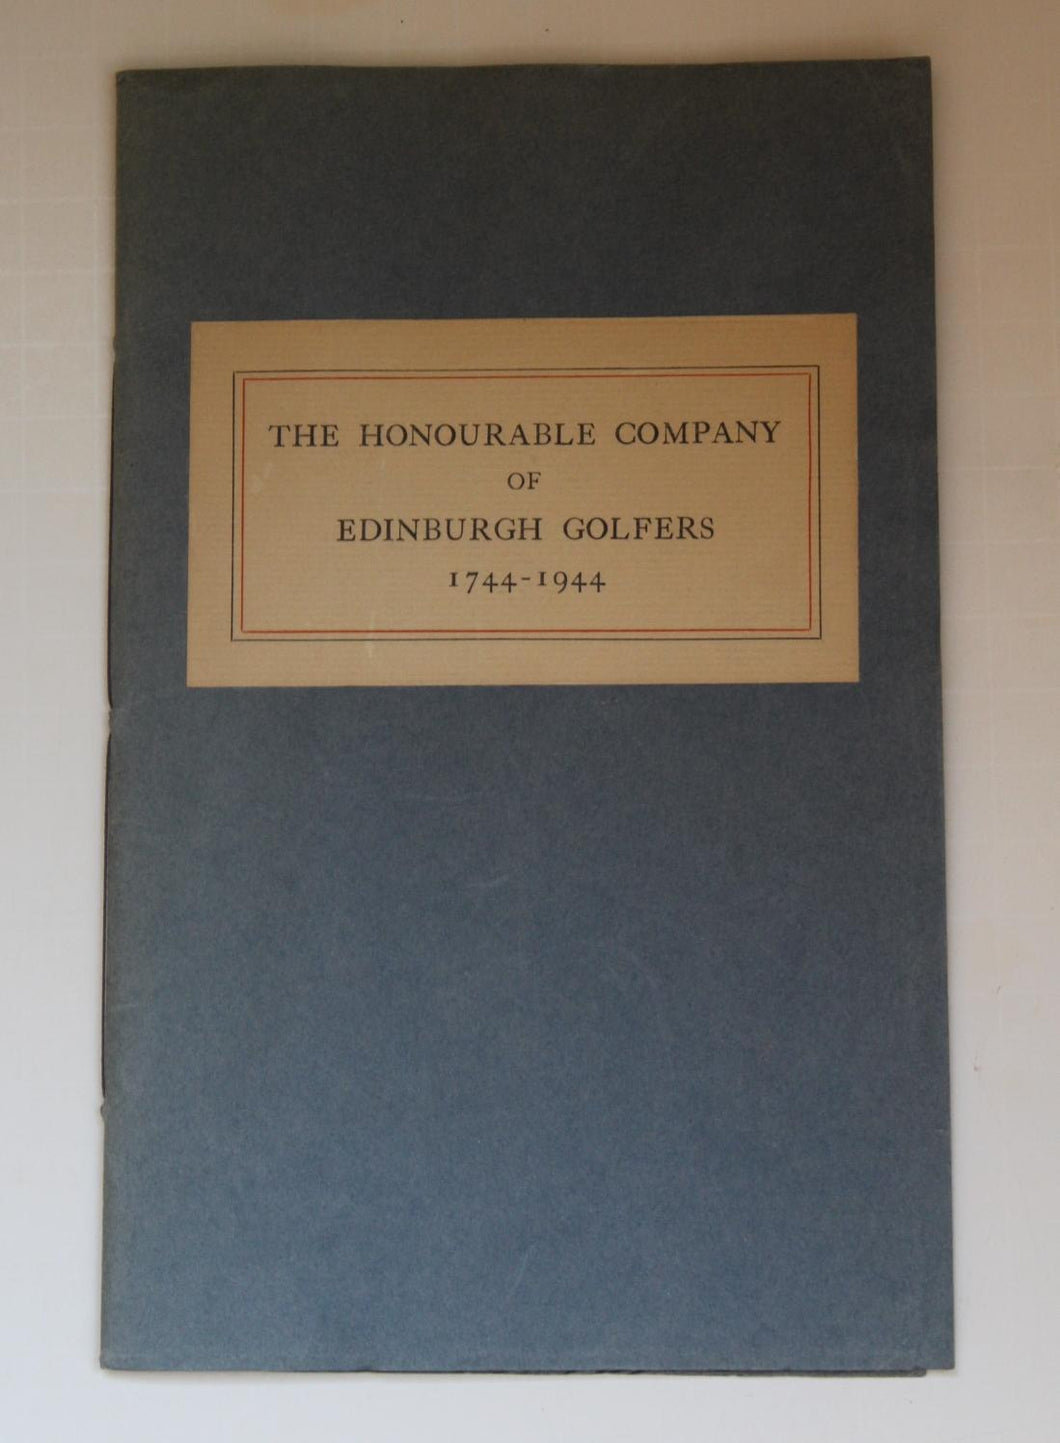 THE HONOURABLE COMPANY
OF
EDINBURGH GOLFERS
1744-1944